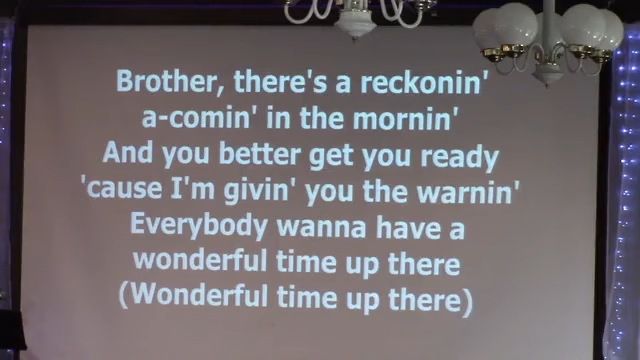 Brother, there's a reckonin'
a-comin' in the mornin'
And you better get you ready
'cause I'm givin' you the warnin'
Everybody wanna have a
wonderful time up there
(Wonderful time up there)